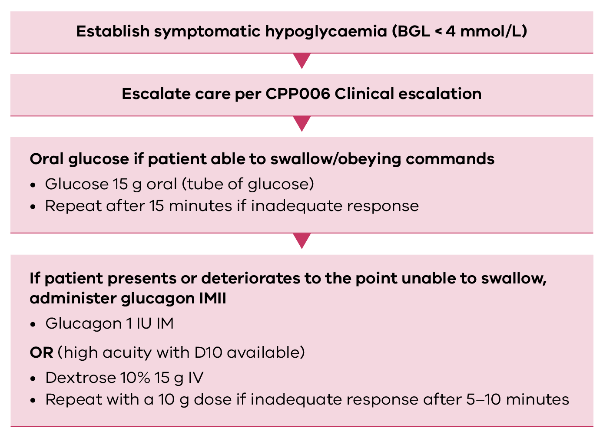 Establish symptomatic hypoglycaemia (BGL < 4 mmol/L)
Escalate care per CPP006 Clinical escalation
Oral glucose if patient able to swallow/obeying commands
• Glucose 15 g oral (tube of glucose)
• Repeat after 15 minutes if inadequate response
If patient presents or deteriorates to the point unable to swallow,
administer glucagon IMII
• Glucagon 1 IU IM
OR (high acuity with D10 available)
• Dextrose 10% 15 g IV
• Repeat with a 10 g dose if inadequate response after 5–10 minutes